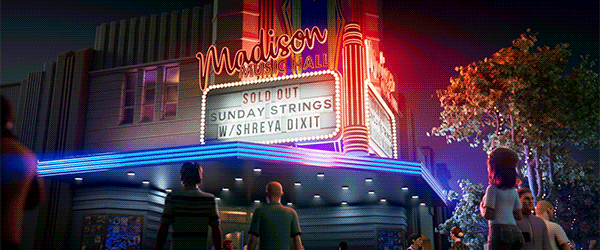 Madison
MUSIC HALL
SOLD OUT
SUNDAY STRINGS
W/SHREYA DIXIT